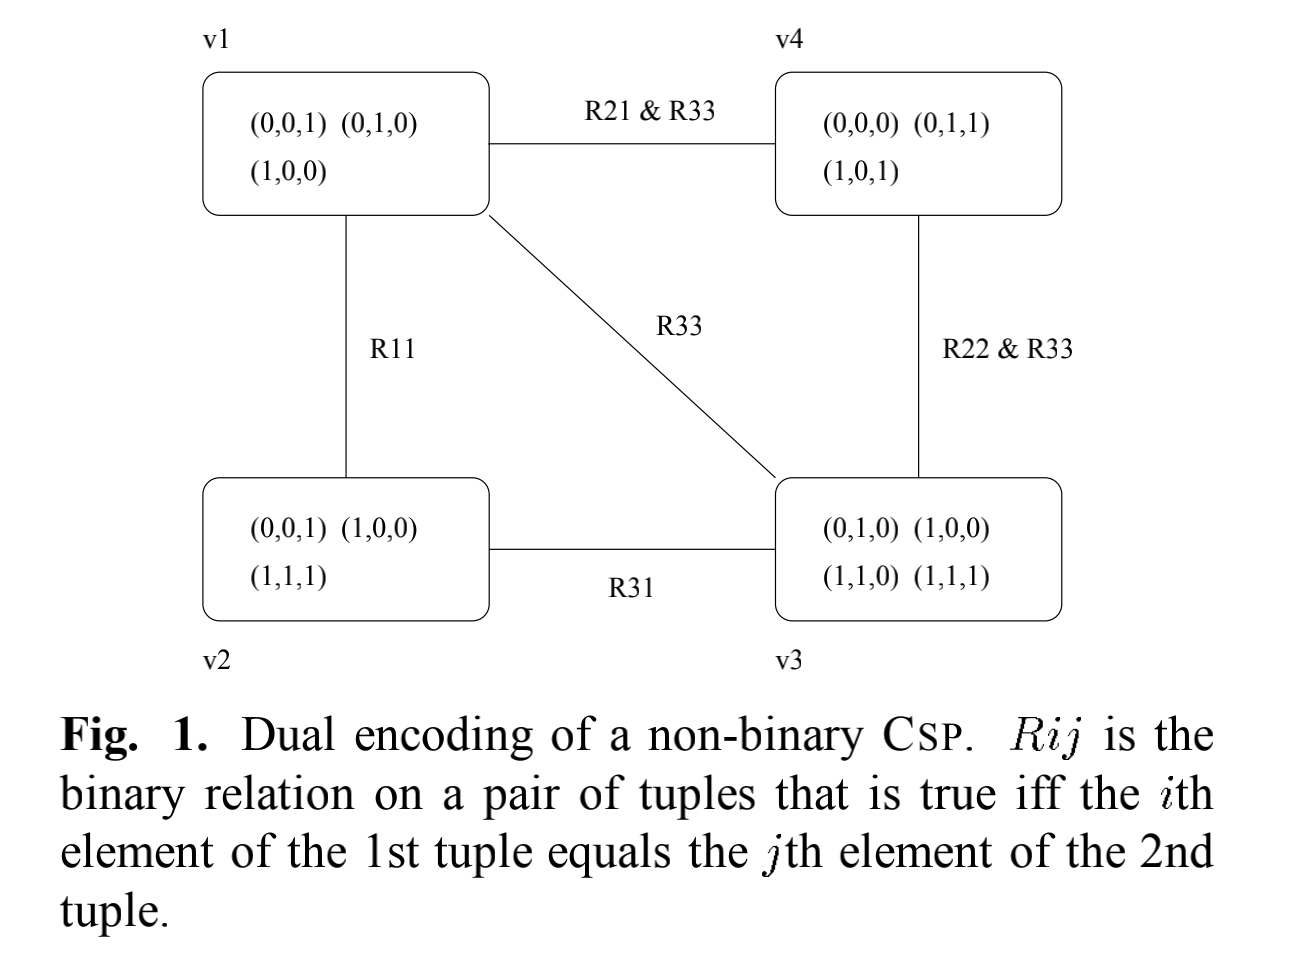 v1
v4
(0,0,1) (0,1,0)
(1,0,0)
R21 & R33
(0,0,0) (0,1,1)
(1,0,1)
R11
R33
R22 & R33
(0,0,1) (1,0,0)
(1,1,1)
R31
(0,1,0) (1,0,0)
(1,1,0) (1,1,1)
v2
v3
Fig. 1. Dual encoding of a non-binary CSP. Rij is the
binary relation on a pair of tuples that is true iff the ith
element of the 1st tuple equals the jth element of the 2nd
tuple.